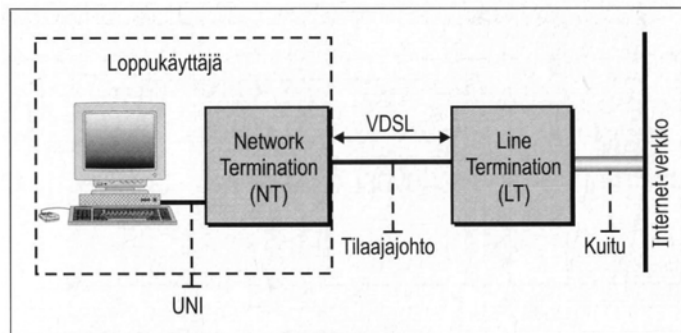 Loppukäyttäjä
Network
Termination
(NT)
VDSL
Line
Termination
(LT)
Internet-verkko
Tilaajajohto
Kuitu
UNI